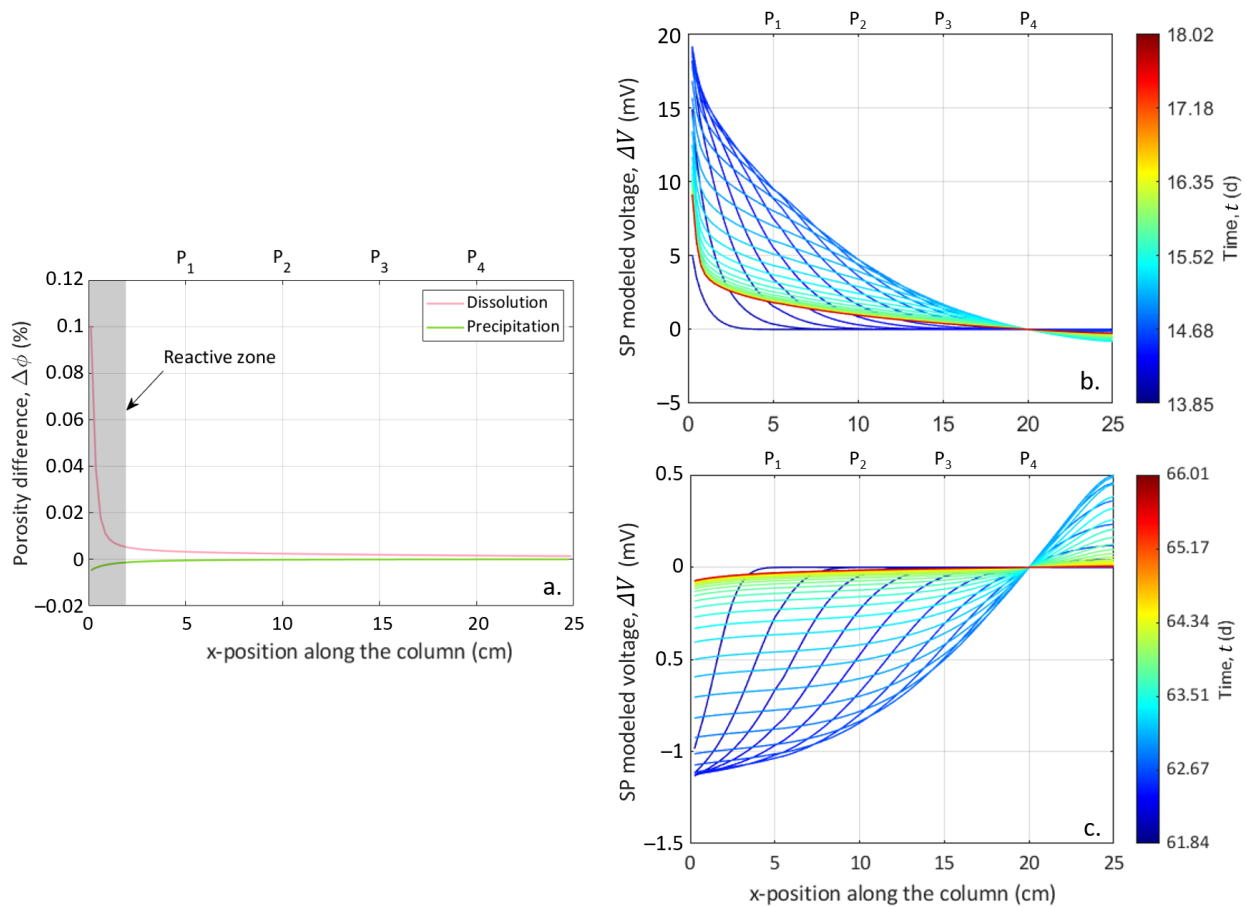 P1 P2 P3 P4
0.12
0.1
0.08
0.06
0.04
0.02
0
−0.02
Porosity difference, Δϕ (%)
Dissolution
Precipitation
Reactive zone
a.
0 5 10 15 20 25
x-position along the column (cm)
P1 P2 P3 P4
20
15
10
5
0
−5
SP modeled voltage, ΔV (mV)
b.
0 5 10 15 20 25
18.02
17.18
16.35
15.52
14.68
13.85
Time, t (d)
P1 P2 P3 P4
0.5
0
0.5
−1
−1.5
SP modeled voltage, ΔV (mV)
c.
0 5 10 15 20 25
x-position along the column (cm)
66.01
65.17
64.34
63.51
62.67
61.84
Time, t (d)